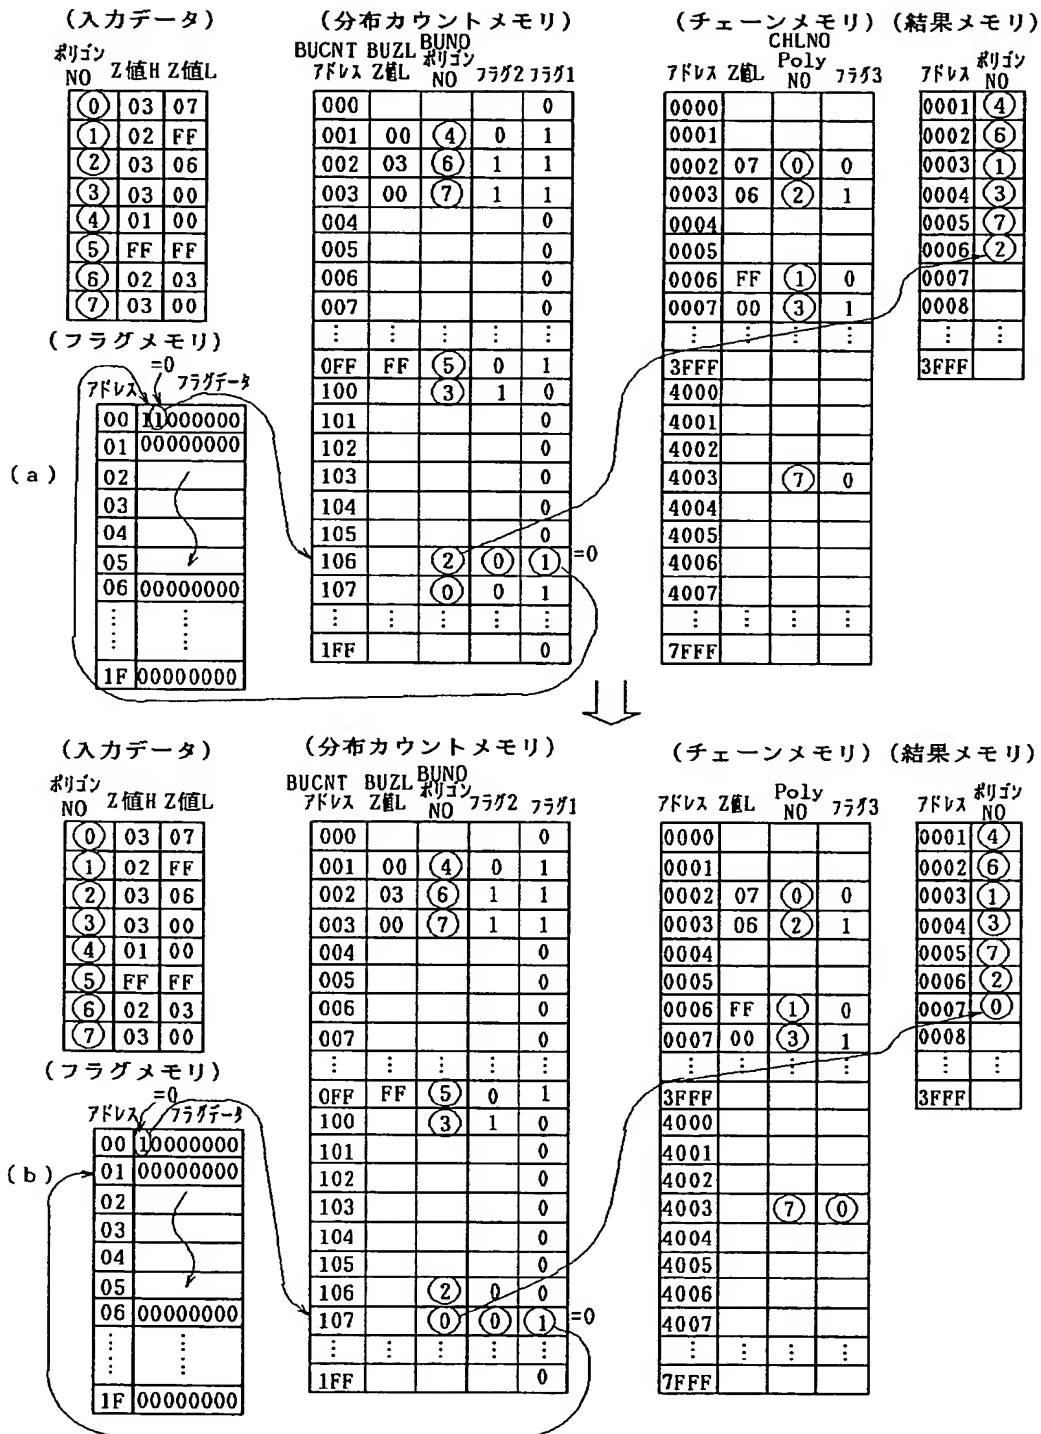 (入力データ) (分布カウントメモリ) (チェーンメモリ) (結果メモリ)
ポリゴンNO Z値H Z値L
0 03 07
1 02 FF
2 03 06
3 03 00
4 01 00
5 FF FF
6 02 03
7 03 00
(フラグメモリ)
=0
アドレス フラグデータ
00 11000000
01 00000000
02
03
04
05
06 00000000
⋮ ⋮
1F 00000000
(a)
BUCNT BUZL BUNO
アドレス Z値L ポリゴンNO フラグ2 フラグ1
000 0
001 00 4 0 1
002 03 6 1 1
003 00 7 1 1
004 0
005 0
006 0
007 0
⋮ ⋮ ⋮ ⋮ ⋮
0FF FF 5 0 1
100 3 1 0
101 0
102 0
103 0
104 0
105 0
106 2 0 1 =0
107 0 0 1
⋮ ⋮ ⋮ ⋮ ⋮
1FF 0
CHLNO
アドレス Z値L Poly NO フラグ3
0000
0001
0002 07 0 0
0003 06 2 1
0004
0005
0006 FF 1 0
0007 00 3 1
⋮ ⋮ ⋮ ⋮
3FFF
4000
4001
4002
4003 7 0
4004
4005
4006
4007
⋮ ⋮ ⋮ ⋮
7FFF
アドレス ポリゴンNO
0001 4
0002 6
0003 1
0004 3
0005 7
0006 2
0007
0008
⋮ ⋮
3FFF
(入力データ) (分布カウントメモリ) (チェーンメモリ) (結果メモリ)
ポリゴンNO Z値H Z値L
0 03 07
1 02 FF
2 03 06
3 03 00
4 01 00
5 FF FF
6 02 03
7 03 00
(フラグメモリ)
=0
アドレス フラグデータ
00 10000000
01 00000000
02
03
04
05
06 00000000
⋮ ⋮
1F 00000000
(b)
BUCNT BUZL BUNO
アドレス Z値L ポリゴンNO フラグ2 フラグ1
000 0
001 00 4 0 1
002 03 6 1 1
003 00 7 1 1
004 0
005 0
006 0
007 0
⋮ ⋮ ⋮ ⋮ ⋮
0FF FF 5 0 1
100 3 1 0
101 0
102 0
103 0
104 0
105 0
106 2 0 0
107 0 0 1 =0
⋮ ⋮ ⋮ ⋮ ⋮
1FF 0
アドレス Z値L Poly NO フラグ3
0000
0001
0002 07 0 0
0003 06 2 1
0004
0005
0006 FF 1 0
0007 00 3 1
⋮ ⋮ ⋮ ⋮
3FFF
4000
4001
4002
4003 7 0
4004
4005
4006
4007
⋮ ⋮ ⋮ ⋮
7FFF
アドレス ポリゴンNO
0001 4
0002 6
0003 1
0004 3
0005 7
0006 2
0007 0
0008
⋮ ⋮
3FFF